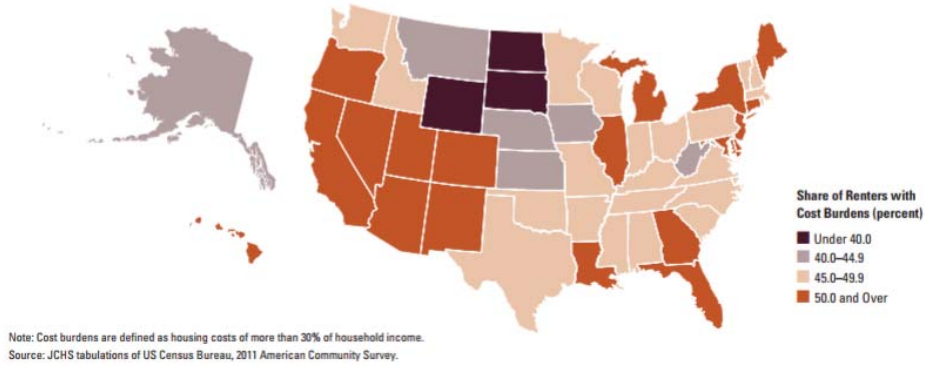 Share of Renters with
Cost Burdens (percent)
Under 40.0
40.0–44.9
45.0–49.9
50.0 and Over
Note: Cost burdens are defined as housing costs of more than 30% of household income.
Source: JCHS tabulations of US Census Bureau, 2011 American Community Survey.